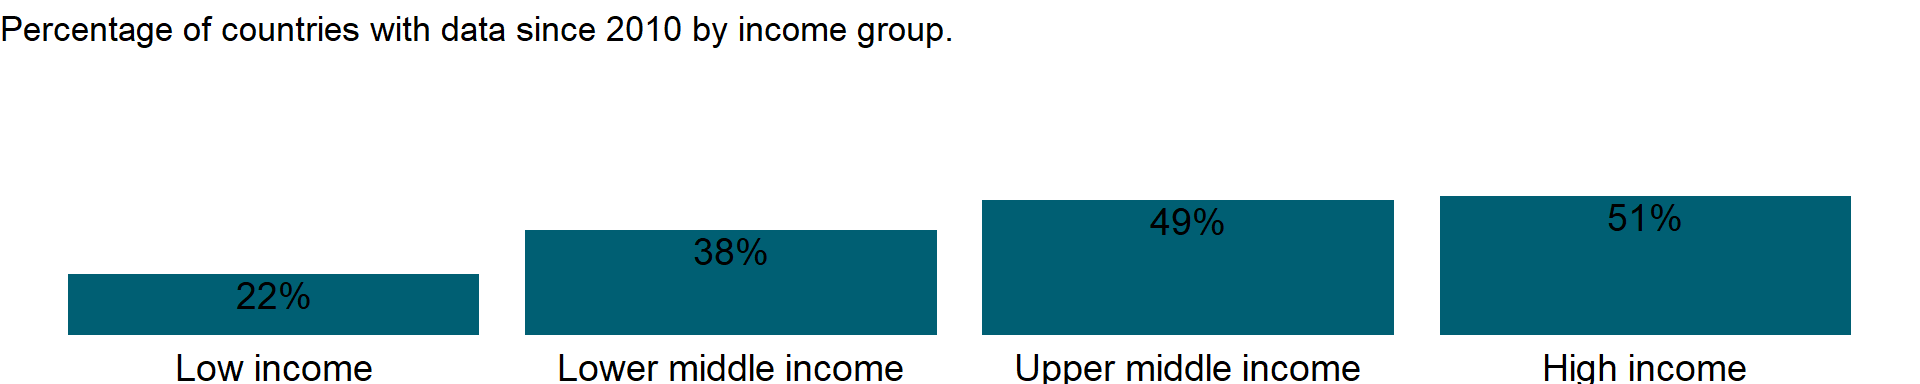 Percentage of countries with data since 2010 by income group.
22%
38%
49%
51%
Low income
Lower middle income
Upper middle income
High income